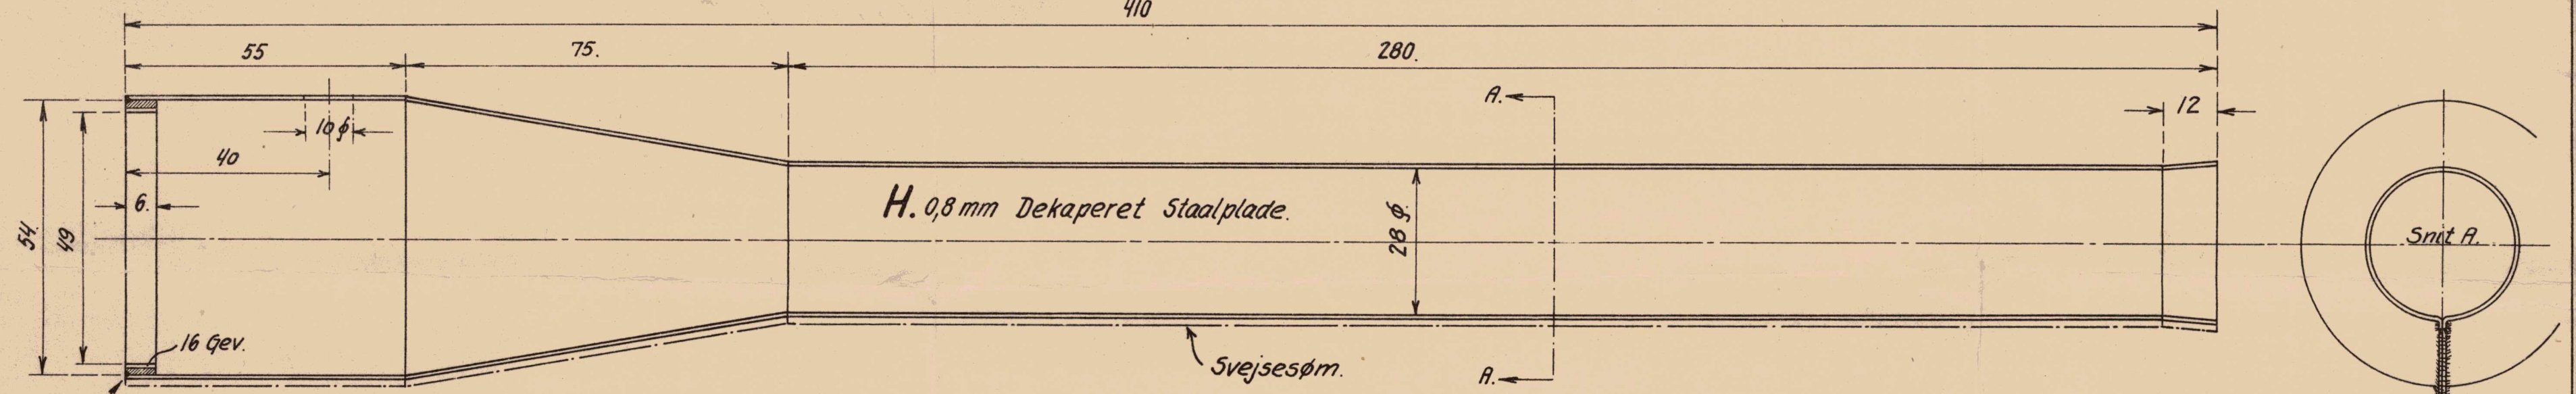 410
55
75.
280.
A.
12
10 ϕ
40
6.
54.
49
H. 0,8 mm Dekaperet Staalplade.
28 ϕ.
Snit A.
16 Gev.
Svejsesøm.
A.